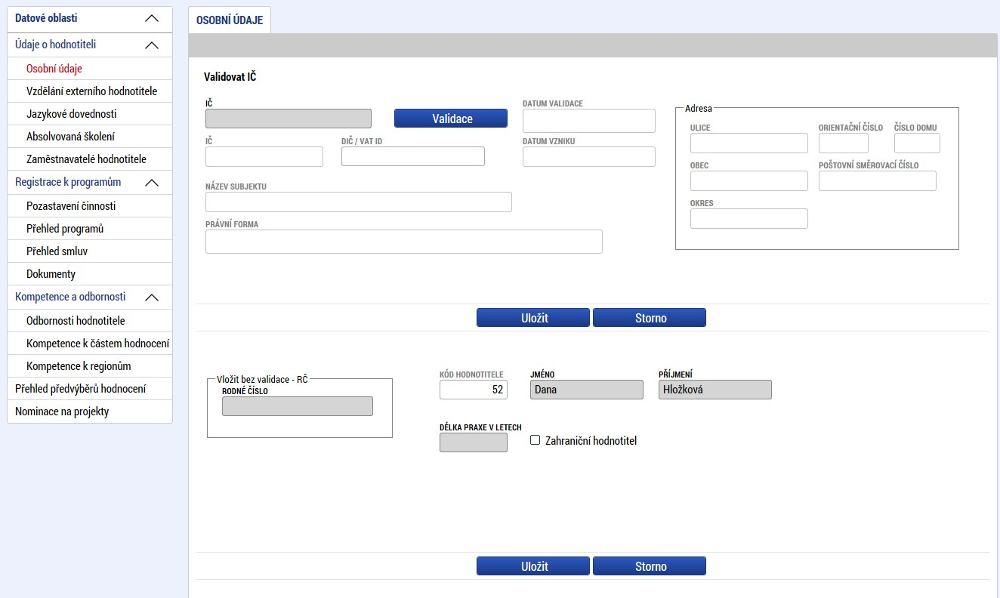 Datové oblasti
Údaje o hodnotiteli
Osobní údaje
Vzdělání externího hodnotitele
Jazykové dovednosti
Absolvovaná školení
Zaměstnavatelé hodnotitele
Registrace k programům
Pozastavení činnosti
Přehled programů
Přehled smluv
Dokumenty
Kompetence a odbornosti
Odbornosti hodnotitele
Kompetence k částem hodnocení
Kompetence k regionům
Přehled předvýběrů hodnocení
Nominace na projekty
OSOBNÍ ÚDAJE
Validovat IČ
IČ
Validace
DATUM VALIDACE
IČ
DIČ / VAT ID
DATUM VZNIKU
NÁZEV SUBJEKTU
PRÁVNÍ FORMA
Adresa
ULICE
ORIENTAČNÍ ČÍSLO
ČÍSLO DOMU
OBEC
POŠTOVNÍ SMĚROVACÍ ČÍSLO
OKRES
Uložit
Storno
Vložit bez validace - RČ
RODNÉ ČÍSLO
KÓD HODNOTITELE
52
JMÉNO
Dana
PŘÍJMENÍ
Hložková
DÉLKA PRAXE V LETECH
Zahraniční hodnotitel
Uložit
Storno